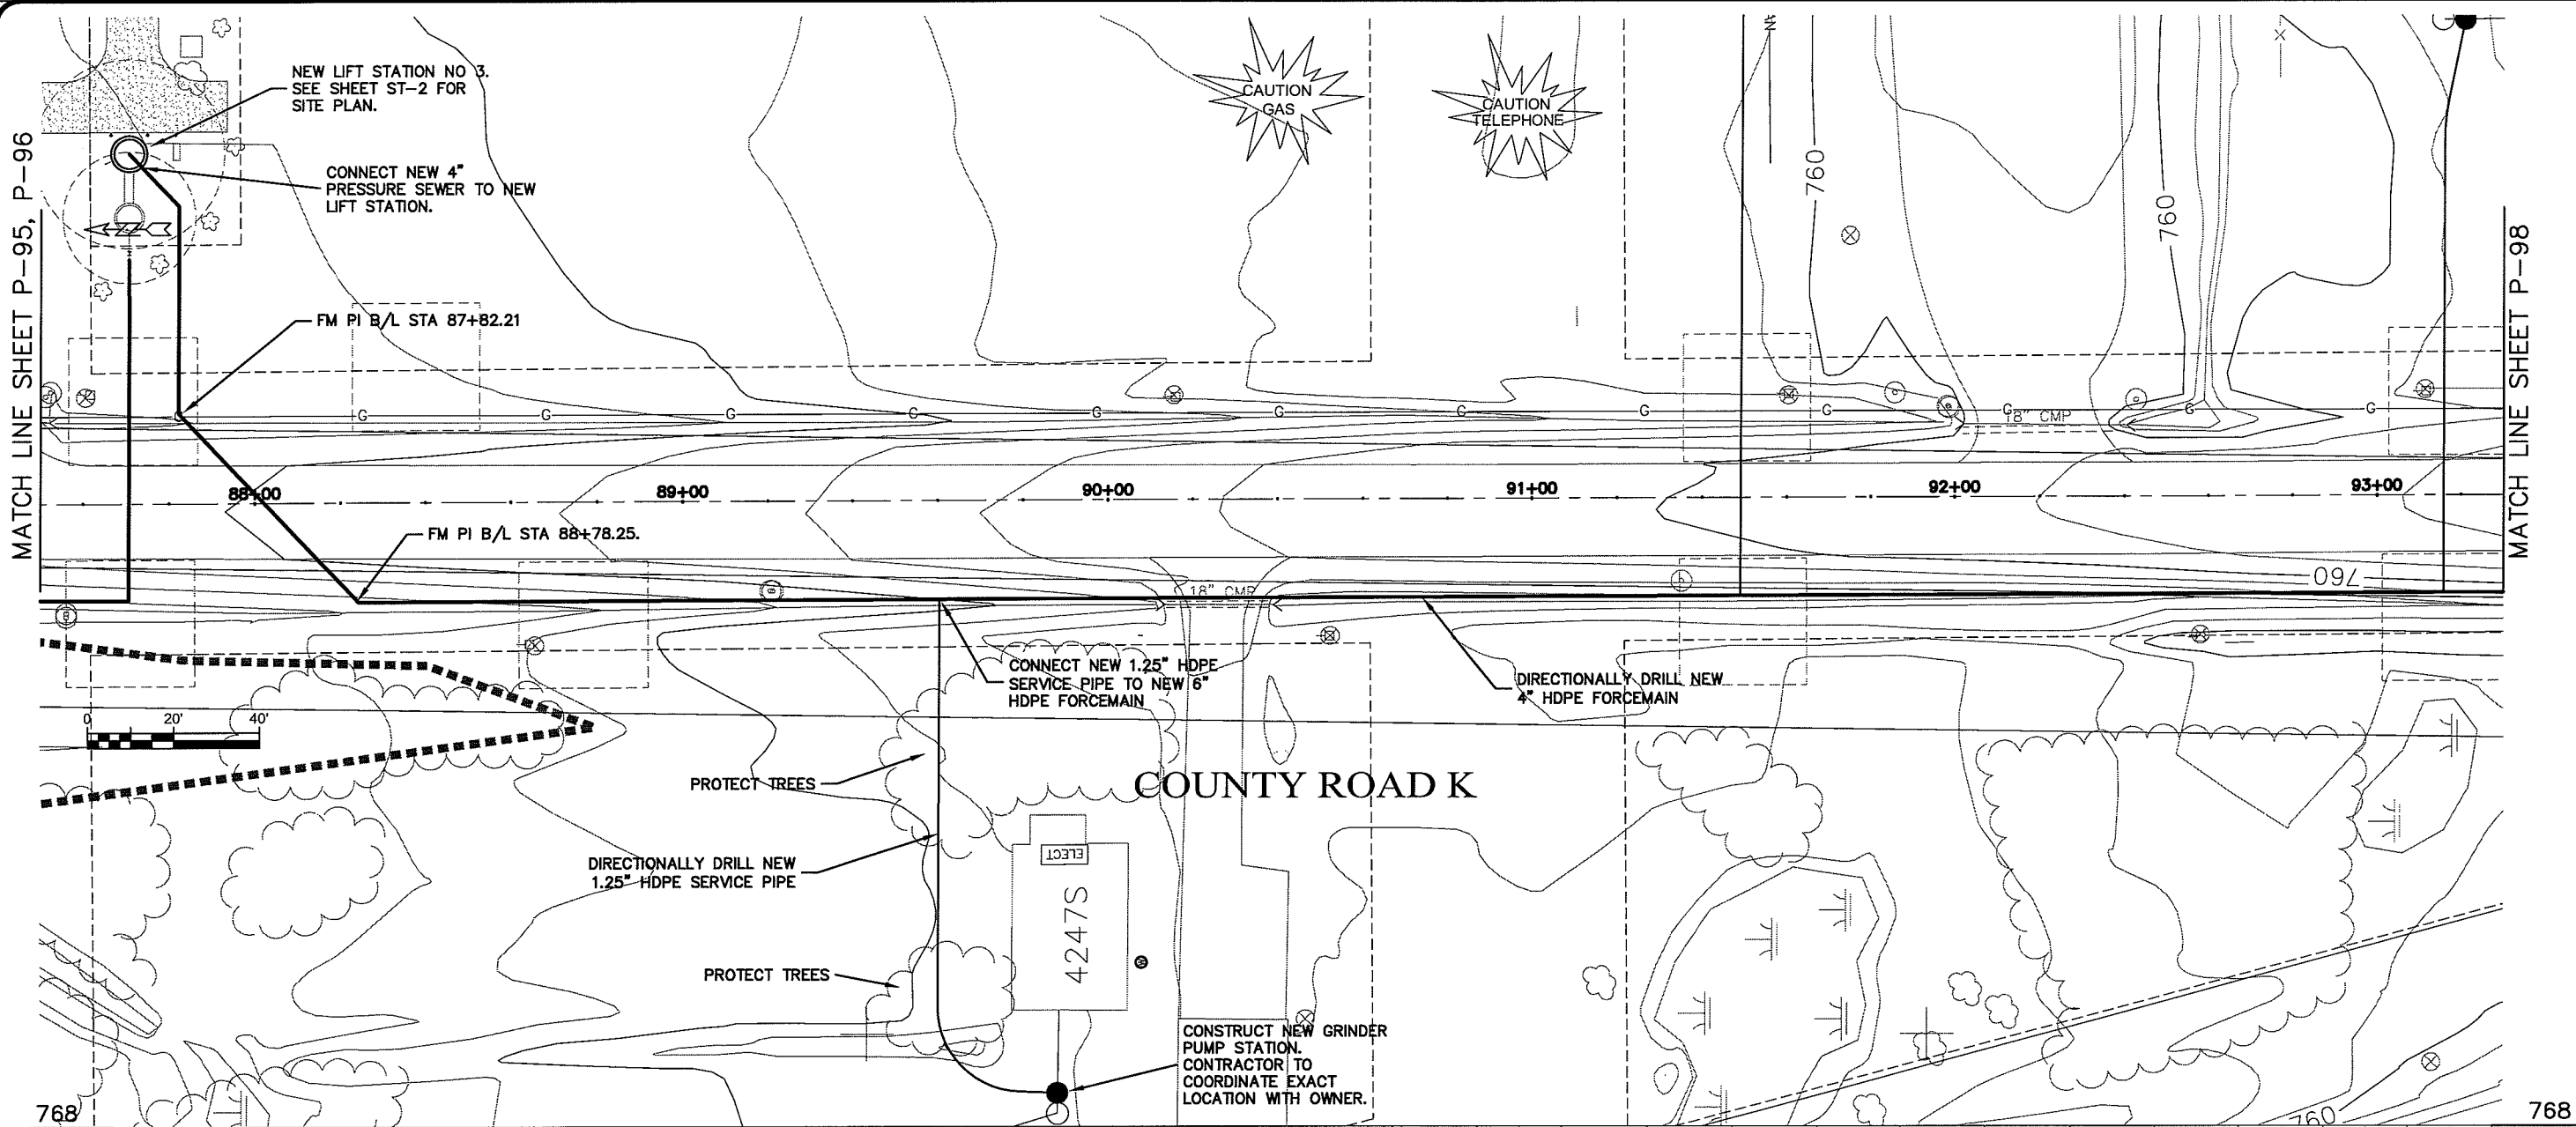 NEW LIFT STATION NO 3.
SEE SHEET ST-2 FOR
SITE PLAN.
CAUTION
GAS
CAUTION
TELEPHONE
MATCH LINE SHEET P-95, P-96
CONNECT NEW 4"
PRESSURE SEWER TO NEW
LIFT STATION.
760
760
MATCH LINE SHEET P-98
FM PI B/L STA 87+82.21
G
G
G
G
G
G
G
G
G
G
G
G
18" CMP
88+00
89+00
90+00
91+00
92+00
93+00
FM PI B/L STA 88+78.25.
18" CMP
760
CONNECT NEW 1.25" HDPE
SERVICE PIPE TO NEW 6"
HDPE FORCEMAIN
DIRECTIONALLY DRILL NEW
4" HDPE FORCEMAIN
0 20' 40'
PROTECT TREES
COUNTY ROAD K
DIRECTIONALLY DRILL NEW
1.25" HDPE SERVICE PIPE
ELECT
4247S
W
PROTECT TREES
CONSTRUCT NEW GRINDER
PUMP STATION.
CONTRACTOR TO
COORDINATE EXACT
LOCATION WITH OWNER.
768
760
768